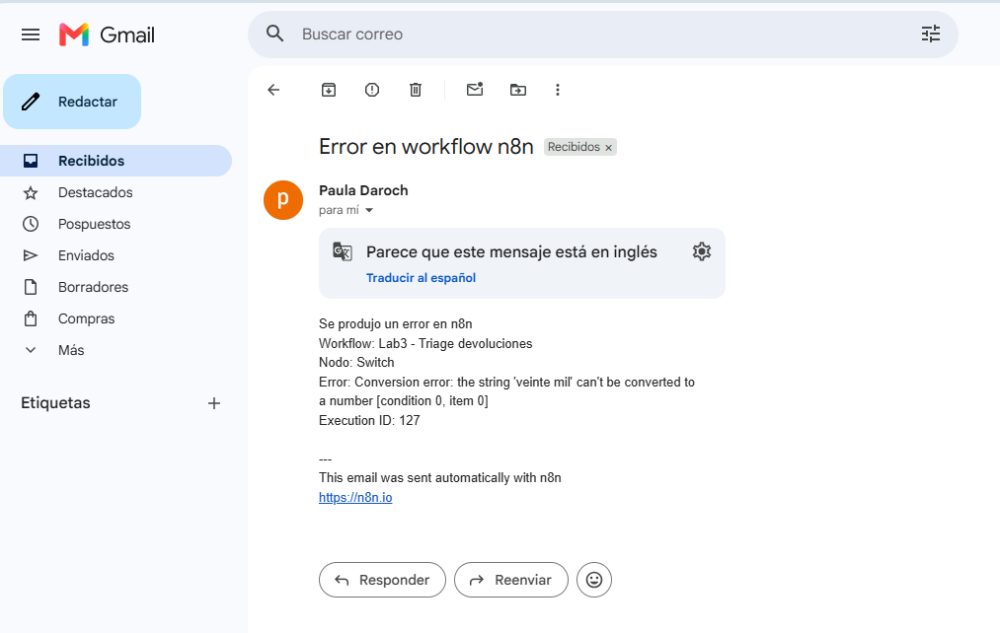 Gmail
Buscar correo
Redactar
Recibidos
Destacados
Pospuestos
Enviados
Borradores
Compras
Más
Etiquetas
Error en workflow n8n
Recibidos ×
p
Paula Daroch
para mí
Parece que este mensaje está en inglés
Traducir al español
Se produjo un error en n8n
Workflow: Lab3 - Triage devoluciones
Nodo: Switch
Error: Conversion error: the string 'veinte mil' can't be converted to
a number [condition 0, item 0]
Execution ID: 127
---
This email was sent automatically with n8n
https://n8n.io
Responder
Reenviar